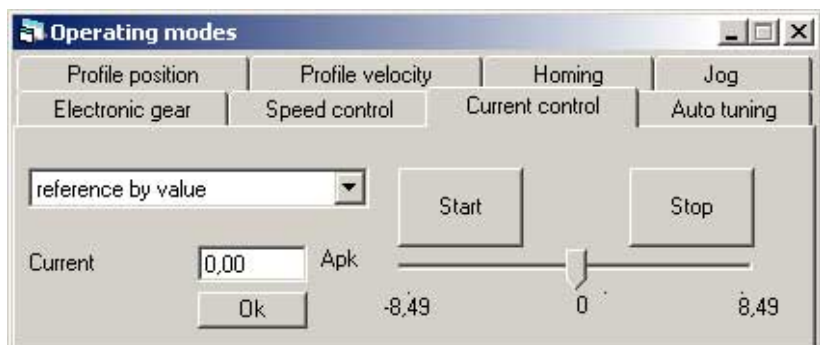 Operating modes
Profile position Profile velocity Homing Jog
Electronic gear Speed control Current control Auto tuning
reference by value Start Stop
Current 0,00 Apk
Ok -8,49 0 8,49